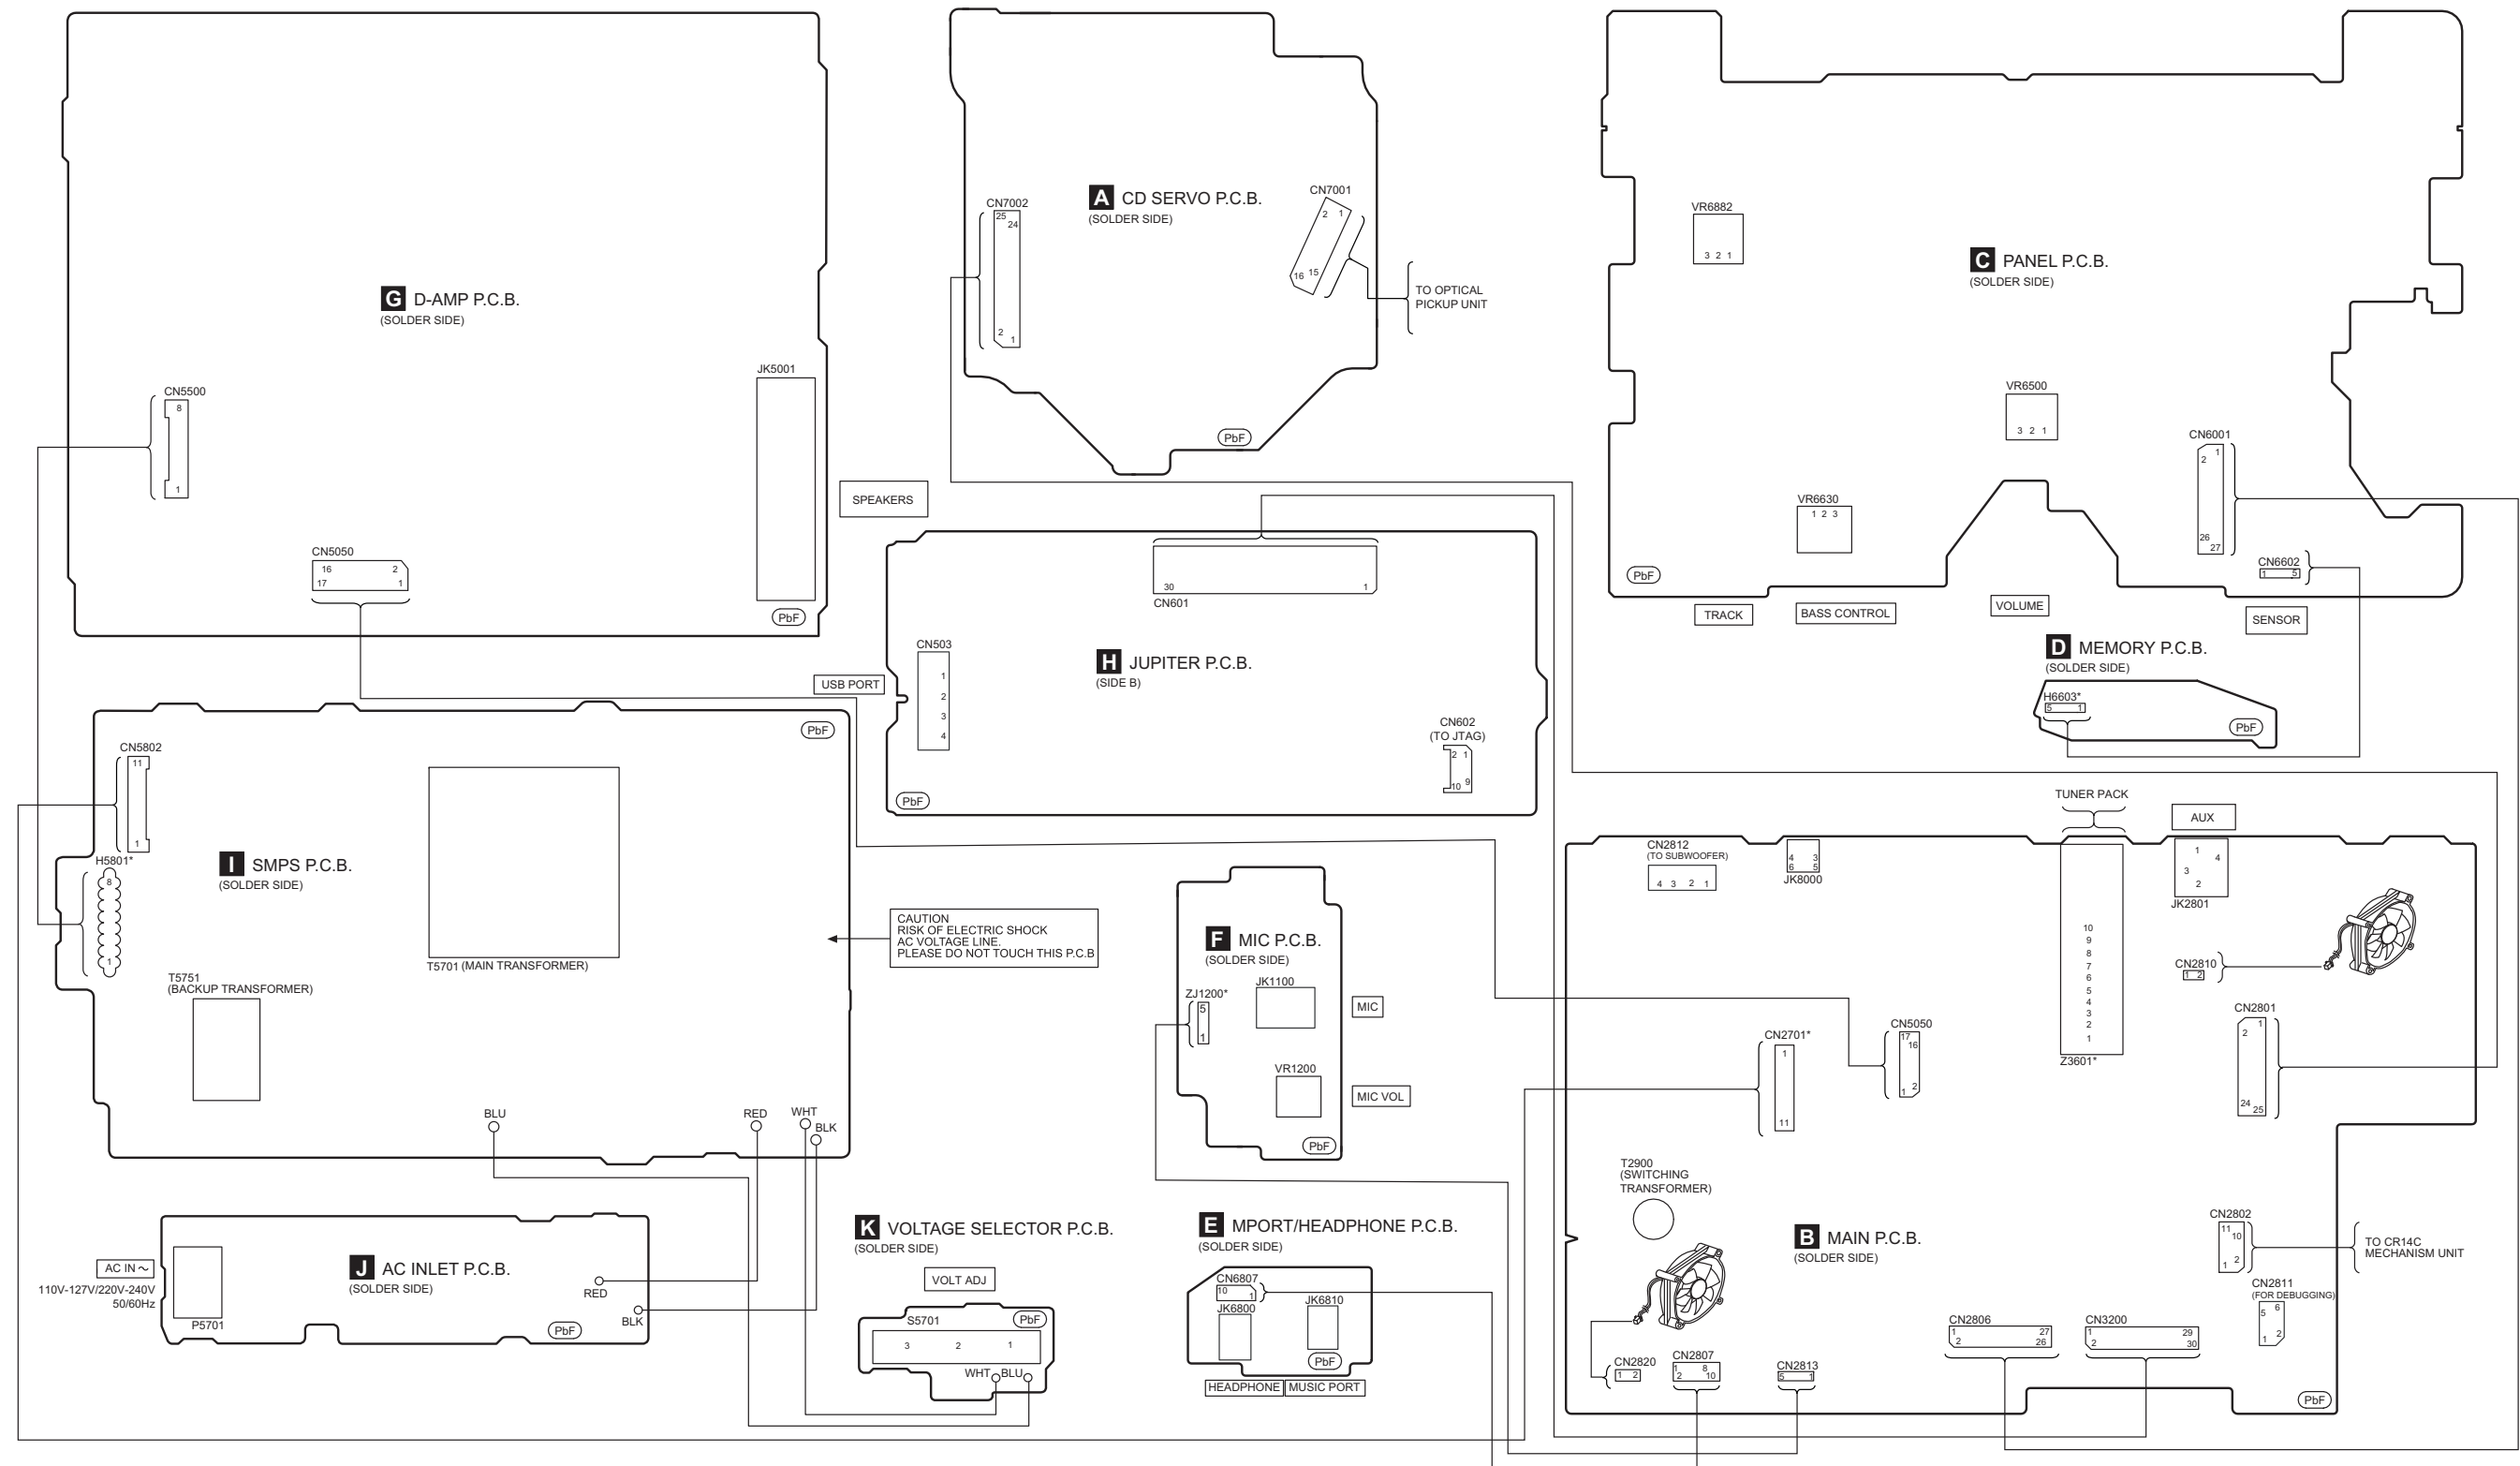 G D-AMP P.C.B.
(SOLDER SIDE)
CN5500
8
1
CN5050
16 2
17 1
JK5001
PbF
SPEAKERS
A CD SERVO P.C.B.
(SOLDER SIDE)
CN7002
25
24
2
1
CN7001
2 1
16 15
TO OPTICAL
PICKUP UNIT
PbF
C PANEL P.C.B.
(SOLDER SIDE)
VR6882
3 2 1
VR6500
3 2 1
VR6630
1 2 3
CN6001
1
2
26
27
CN6602
1 5
PbF
TRACK
BASS CONTROL
VOLUME
SENSOR
D MEMORY P.C.B.
(SOLDER SIDE)
H6603*
5 1
PbF
H JUPITER P.C.B.
(SIDE B)
30 1
CN601
CN503
1
2
3
4
USB PORT
CN602
(TO JTAG)
2 1
10 9
PbF
I SMPS P.C.B.
(SOLDER SIDE)
CN5802
11
1
H5801*
8
1
T5701 (MAIN TRANSFORMER)
T5751
(BACKUP TRANSFORMER)
PbF
BLU
RED
WHT
BLK
CAUTION
RISK OF ELECTRIC SHOCK
AC VOLTAGE LINE.
PLEASE DO NOT TOUCH THIS P.C.B
F MIC P.C.B.
(SOLDER SIDE)
ZJ1200*
5
1
JK1100
MIC
VR1200
MIC VOL
PbF
J AC INLET P.C.B.
(SOLDER SIDE)
AC IN ~
110V-127V/220V-240V
50/60Hz
P5701
RED
BLK
PbF
K VOLTAGE SELECTOR P.C.B.
(SOLDER SIDE)
VOLT ADJ
S5701
PbF
3 2 1
WHT BLU
E MPORT/HEADPHONE P.C.B.
(SOLDER SIDE)
CN6807
10 1
JK6800
JK6810
PbF
HEADPHONE
MUSIC PORT
B MAIN P.C.B.
(SOLDER SIDE)
CN2812
(TO SUBWOOFER)
4 3 2 1
4 3
6 5
JK8000
TUNER PACK
10
9
8
7
6
5
4
3
2
1
Z3601*
AUX
1
4
3
2
JK2801
CN2810
1 2
CN2801
1
2
24
25
CN2701*
1
11
CN5050
17
16
2
1
T2900
(SWITCHING
TRANSFORMER)
CN2802
11
10
2
1
TO CR14C
MECHANISM UNIT
CN2811
(FOR DEBUGGING)
5 6
1 2
CN2820
1 2
CN2807
1 8
2 10
CN2813
5 1
CN2806
1 27
2 26
CN3200
1 29
2 30
PbF